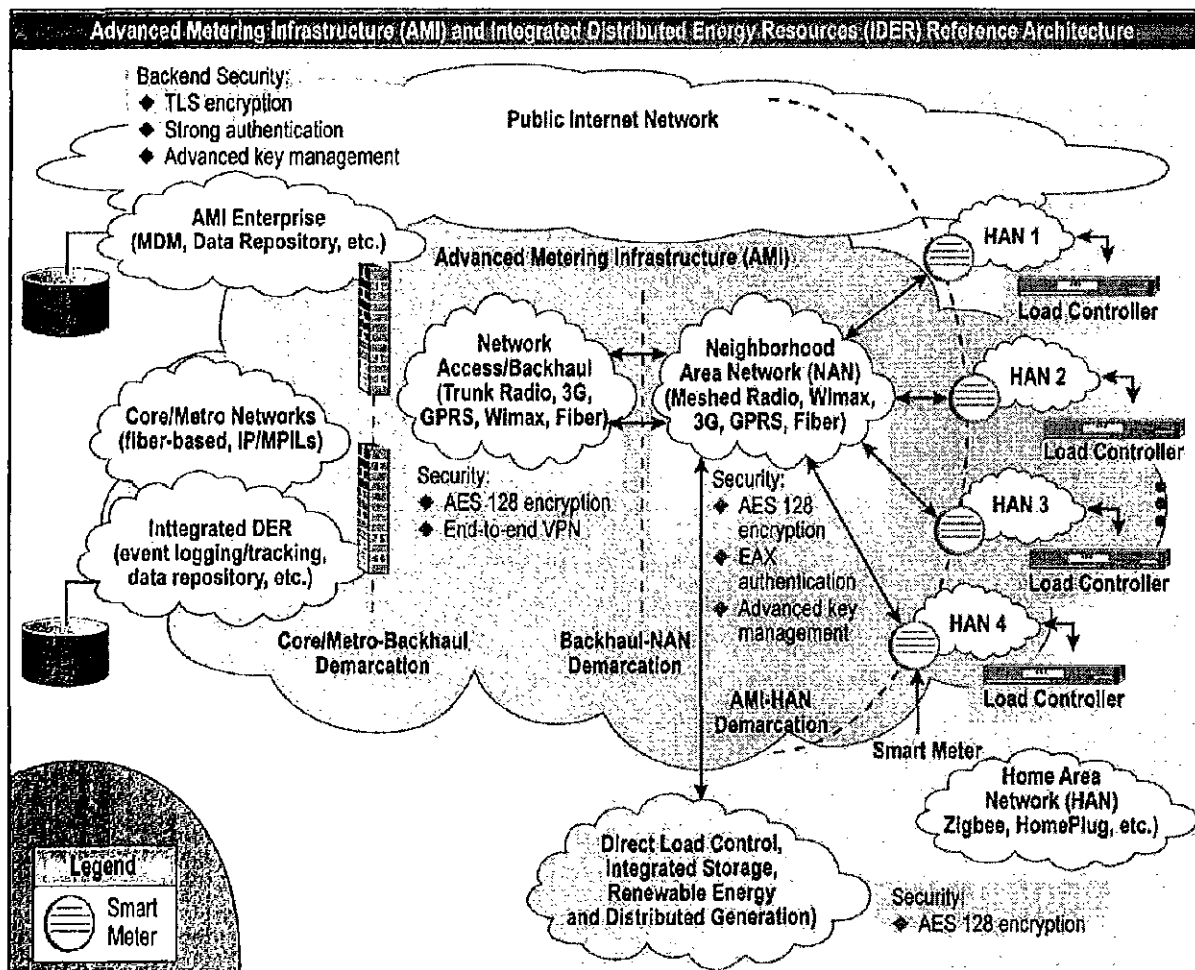 Advanced Metering Infrastructure (AMI) and Integrated Distributed Energy Resources (IDER) Reference Architecture
Backend Security:
◆ TLS encryption
◆ Strong authentication
◆ Advanced key management
Public Internet Network
AMI Enterprise
(MDM, Data Repository, etc.)
Advanced Metering Infrastructure (AMI)
HAN 1
Load Controller
Network
Access/Backhaul
(Trunk Radio, 3G,
GPRS, Wimax, Fiber)
Neighborhood
Area Network (NAN)
(Meshed Radio, Wimax,
3G, GPRS, Fiber)
HAN 2
Load Controller
Core/Metro Networks
(fiber-based, IP/MPILs)
Security:
◆ AES 128 encryption
◆ End-to-end VPN
Security:
◆ AES 128
encryption
◆ EAX
authentication
◆ Advanced key
management
HAN 3
Load Controller
Inttegrated DER
(event logging/tracking,
data repository, etc.)
HAN 4
Load Controller
Core/Metro-Backhaul
Demarcation
Backhaul-NAN
Demarcation
AMI-HAN
Demarcation
Smart Meter
Home Area
Network (HAN)
Zigbee, HomePlug, etc.)
Direct Load Control,
Integrated Storage,
Renewable Energy
and Distributed Generation)
Security:
◆ AES 128 encryption
Legend
Smart
Meter